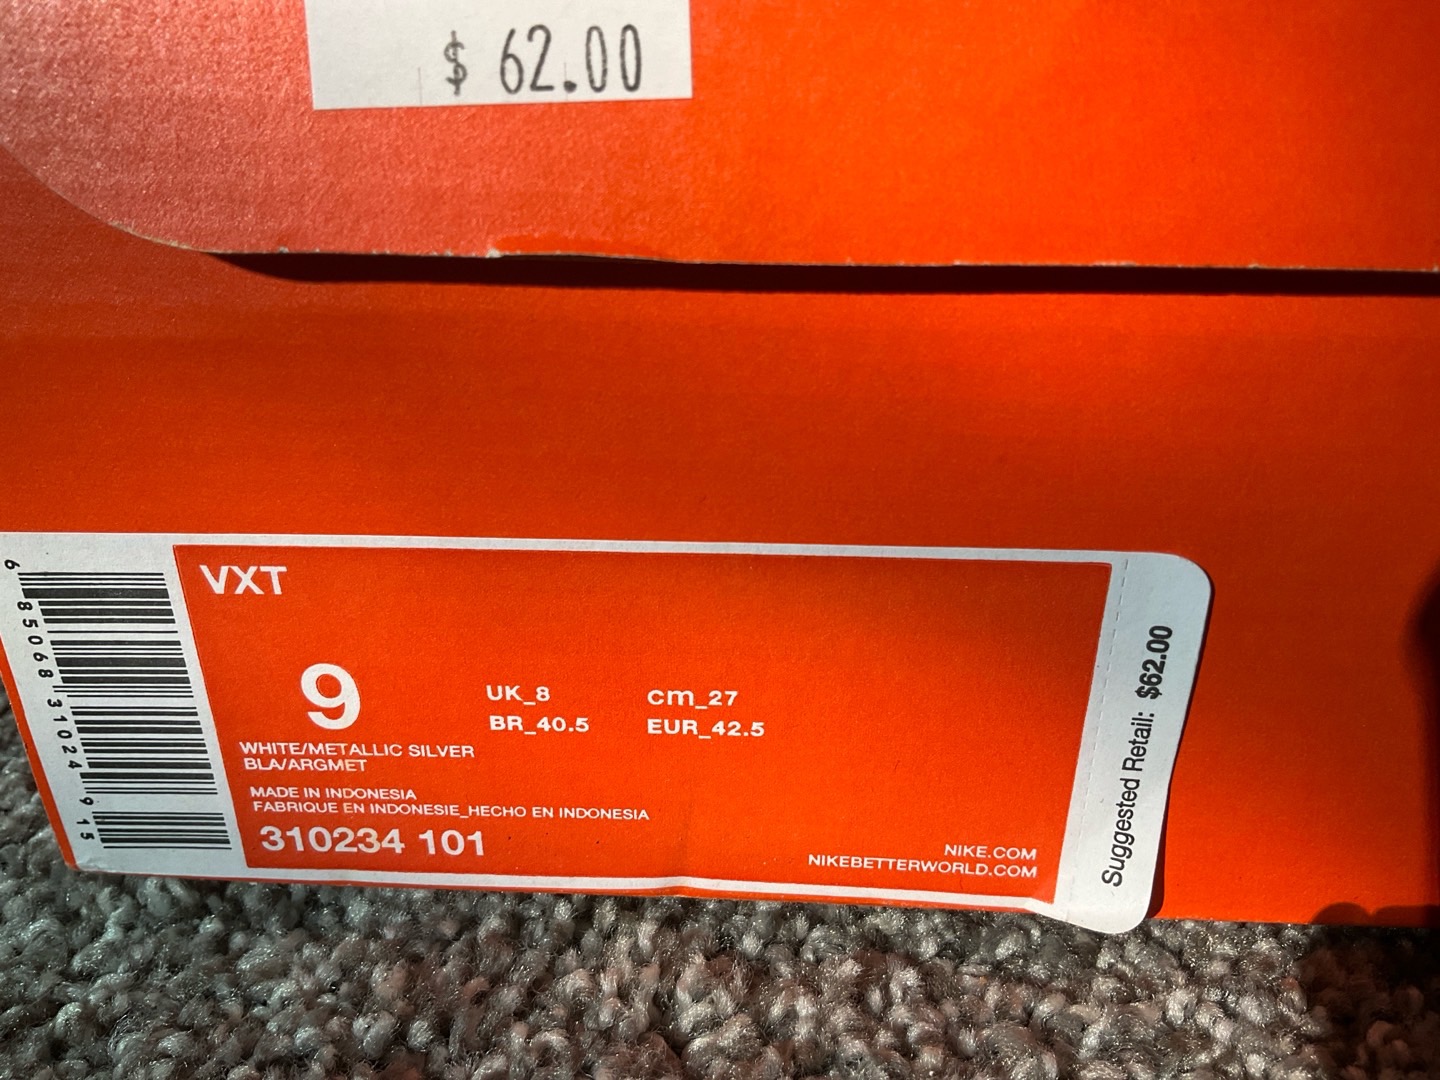 $ 62.00
VXT
9
UK_8 cm_27
BR_40.5 EUR_42.5
WHITE/METALLIC SILVER
BLA/ARGMET
MADE IN INDONESIA
FABRIQUE EN INDONESIE_HECHO EN INDONESIA
310234 101
NIKE.COM
NIKEBETTERWORLD.COM
6 85068 31024 9 15
Suggested Retail: $62.00